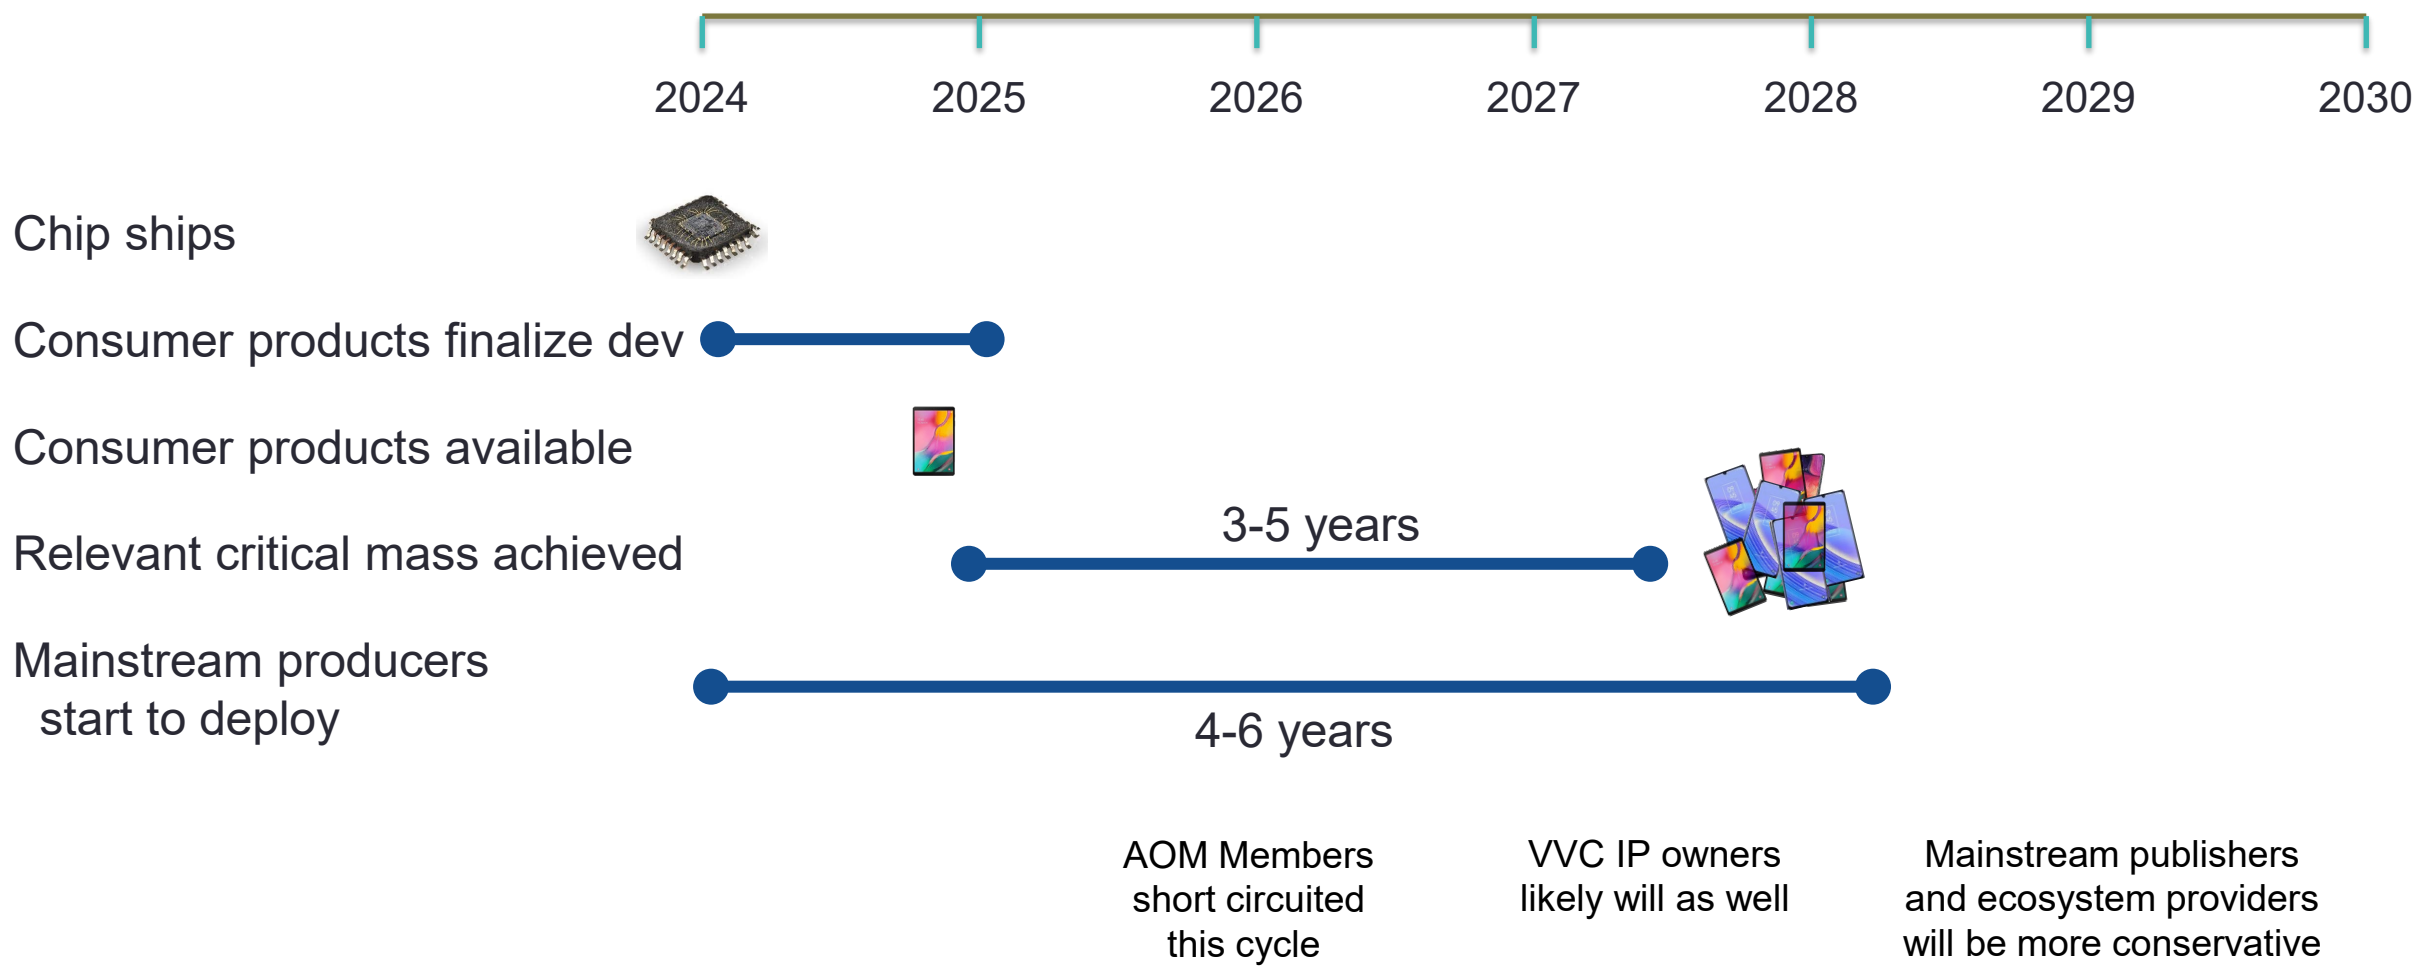 2024 2025 2026 2027 2028 2029 2030
Chip ships
Consumer products finalize dev
Consumer products available
3-5 years
Relevant critical mass achieved
Mainstream producers
start to deploy
4-6 years
AOM Members
short circuited
this cycle
VVC IP owners
likely will as well
Mainstream publishers
and ecosystem providers
will be more conservative